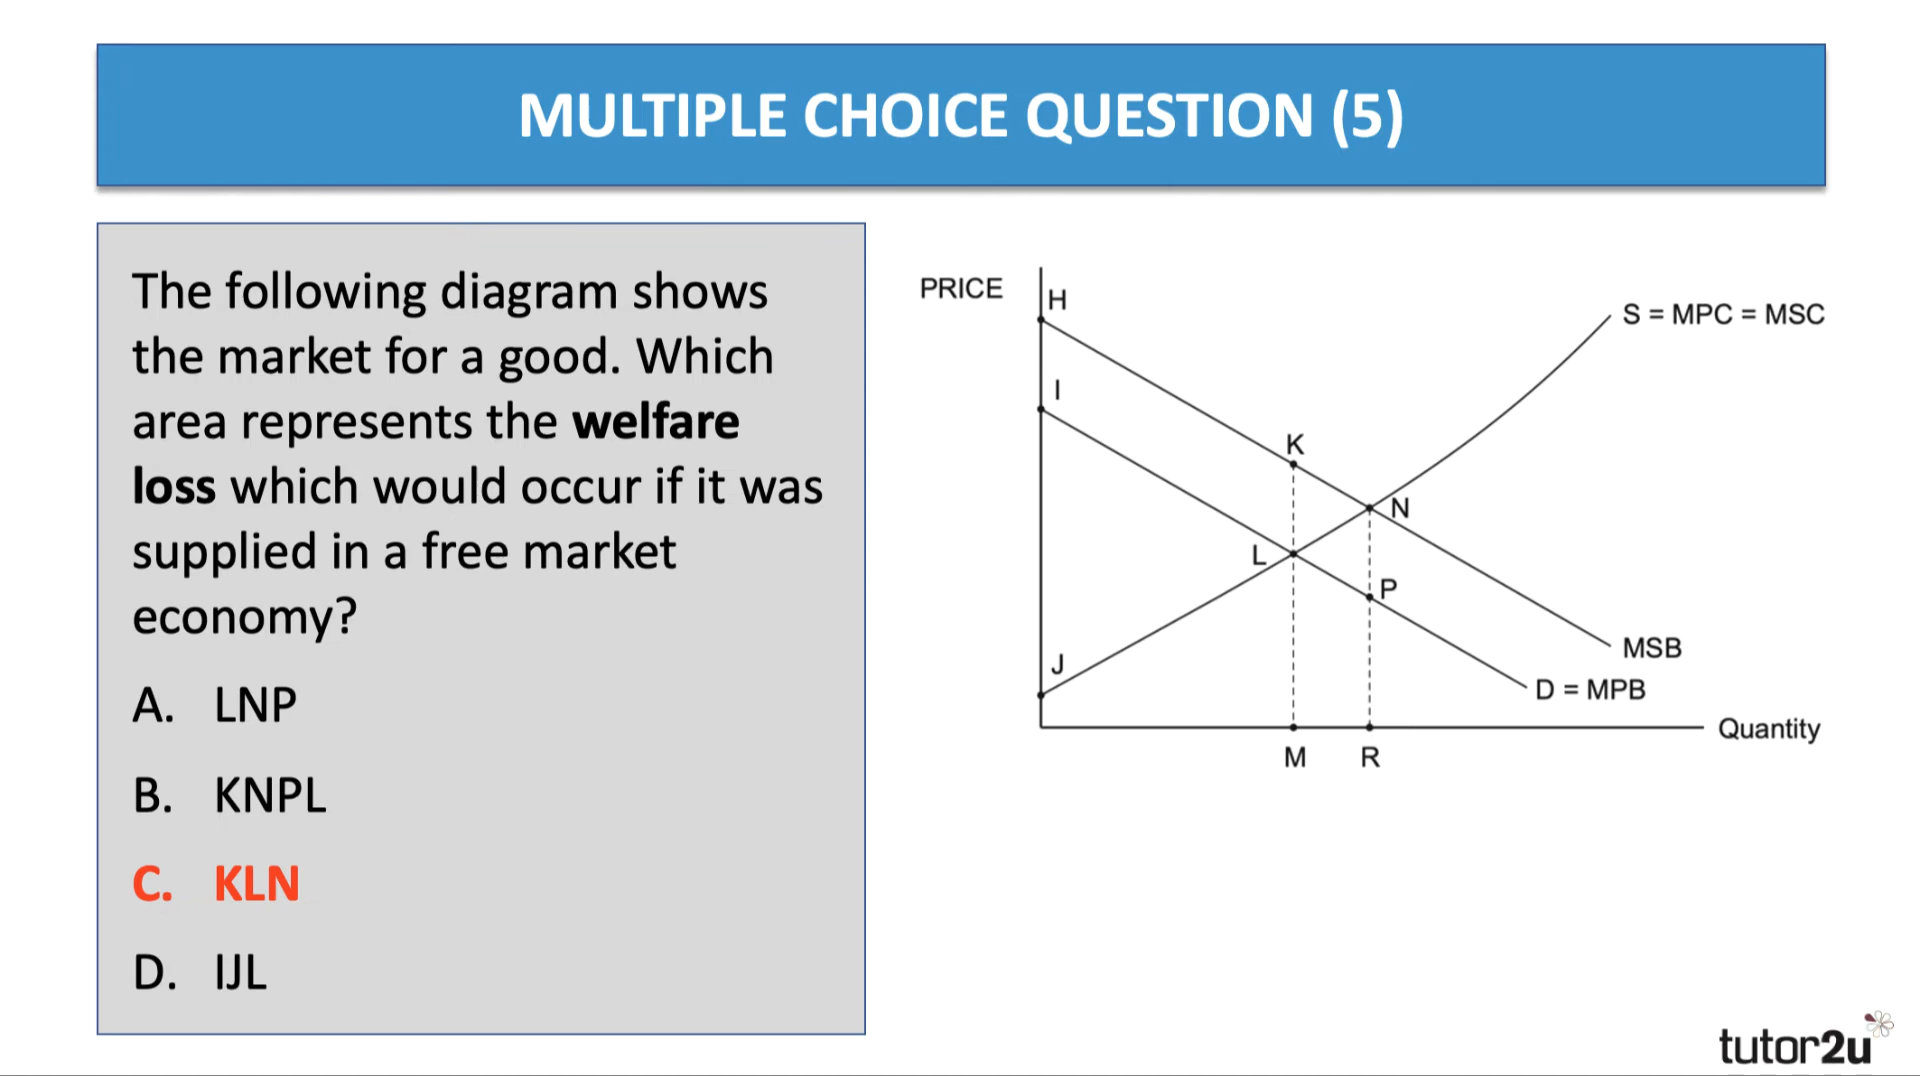 MULTIPLE CHOICE QUESTION (5)
The following diagram shows
the market for a good. Which
area represents the welfare
loss which would occur if it was
supplied in a free market
economy?
A. LNP
B. KNPL
C. KLN
D. IJL
PRICE
H
S = MPC = MSC
I
K
N
L
P
J
MSB
D = MPB
Quantity
M R
tutor2u